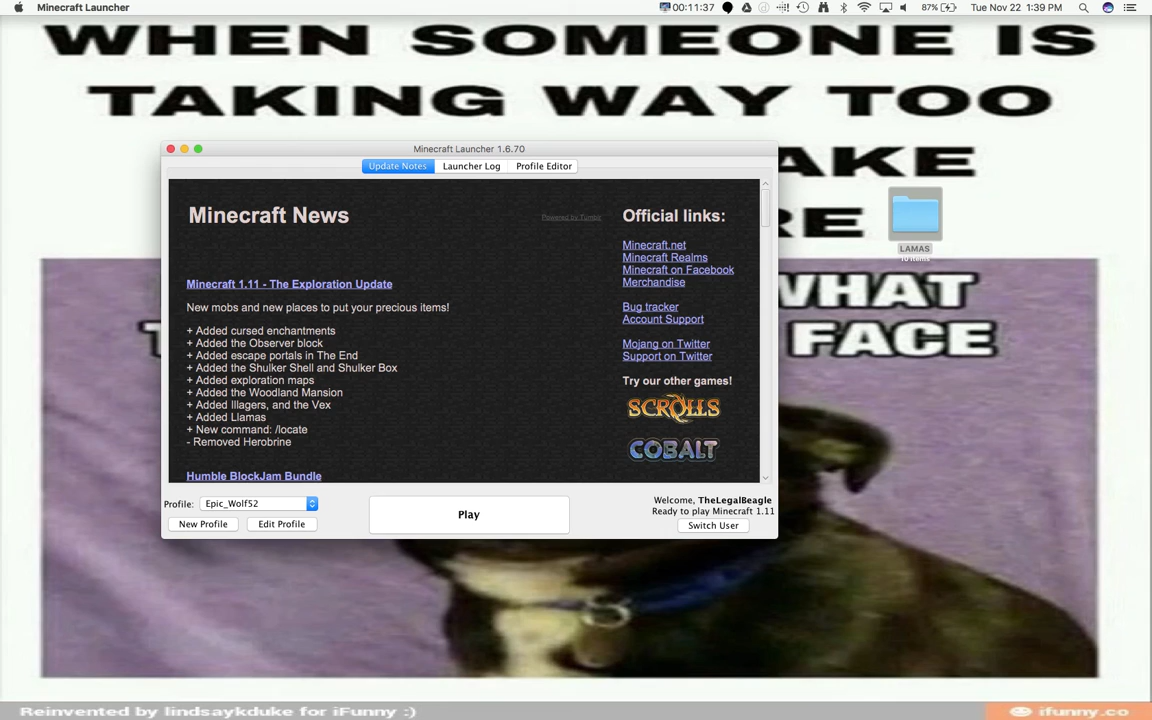 Minecraft Launcher
00:11:37
87%
Tue Nov 22 1:39 PM
WHEN SOMEONE IS
TAKING WAY TOO
AKE
RE
WHAT
FACE
LAMAS
10 items
Minecraft Launcher 1.6.70
Update Notes
Launcher Log
Profile Editor
Minecraft News
Powered by Tumblr
Minecraft 1.11 - The Exploration Update
New mobs and new places to put your precious items!
+ Added cursed enchantments
+ Added the Observer block
+ Added escape portals in The End
+ Added the Shulker Shell and Shulker Box
+ Added exploration maps
+ Added the Woodland Mansion
+ Added Illagers, and the Vex
+ Added Llamas
+ New command: /locate
- Removed Herobrine
Humble BlockJam Bundle
Official links:
Minecraft.net
Minecraft Realms
Minecraft on Facebook
Merchandise
Bug tracker
Account Support
Mojang on Twitter
Support on Twitter
Try our other games!
SCROLLS
COBALT
Profile: Epic_Wolf52
New Profile
Edit Profile
Play
Welcome, TheLegalBeagle
Ready to play Minecraft 1.11
Switch User
Reinvented by lindsaykduke for iFunny :)
ifunny.co